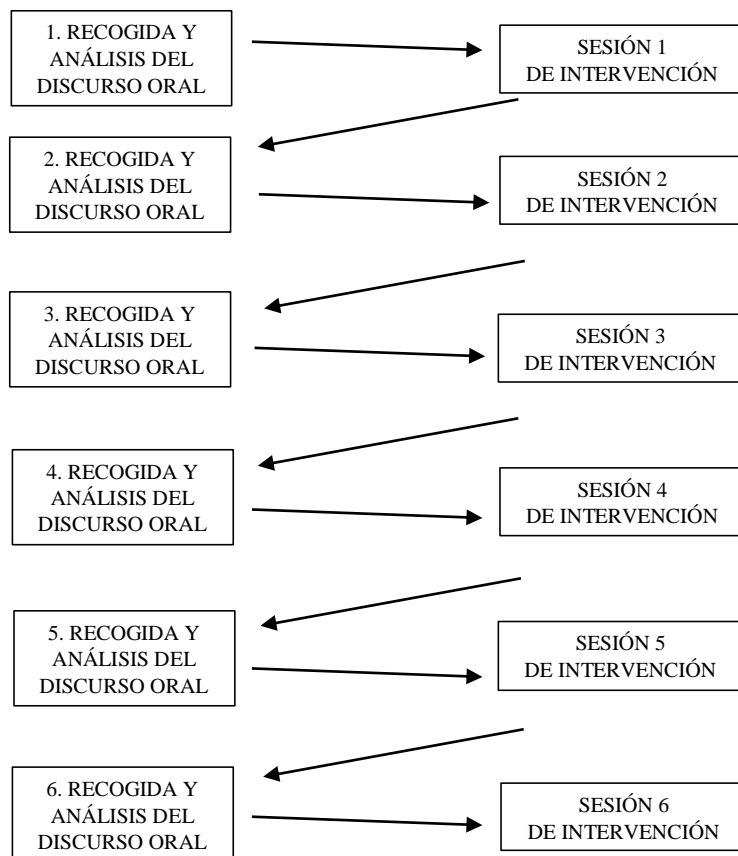 1. RECOGIDA Y
ANÁLISIS DEL
DISCURSO ORAL
SESIÓN 1
DE INTERVENCIÓN
2. RECOGIDA Y
ANÁLISIS DEL
DISCURSO ORAL
SESIÓN 2
DE INTERVENCIÓN
3. RECOGIDA Y
ANÁLISIS DEL
DISCURSO ORAL
SESIÓN 3
DE INTERVENCIÓN
4. RECOGIDA Y
ANÁLISIS DEL
DISCURSO ORAL
SESIÓN 4
DE INTERVENCIÓN
5. RECOGIDA Y
ANÁLISIS DEL
DISCURSO ORAL
SESIÓN 5
DE INTERVENCIÓN
6. RECOGIDA Y
ANÁLISIS DEL
DISCURSO ORAL
SESIÓN 6
DE INTERVENCIÓN